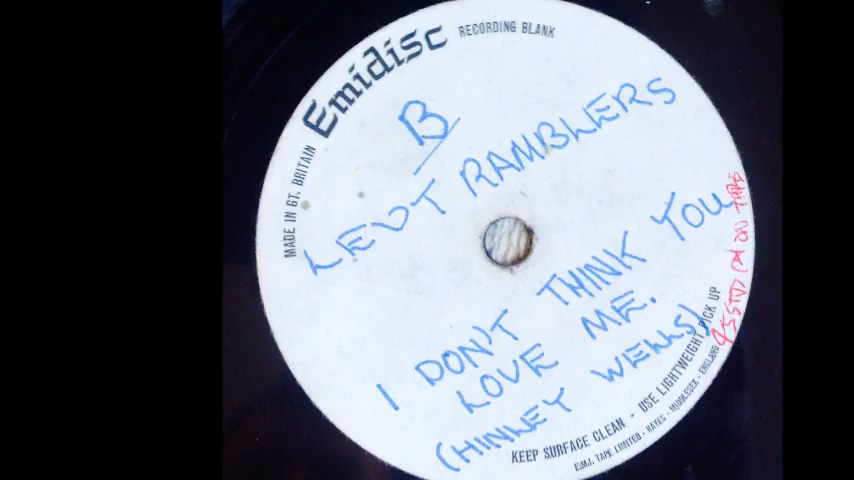 Emidisc RECORDING BLANK
MADE IN GT. BRITAIN
B
LEVT RAMBLERS
I DON'T THINK YOU
LOVE ME.
(HINLEY WELLS)
KEEP SURFACE CLEAN - USE LIGHTWEIGHT PICK UP
E.M.I. TAPE LIMITED - HAYES - MIDDLESEX - ENGLAND
ON